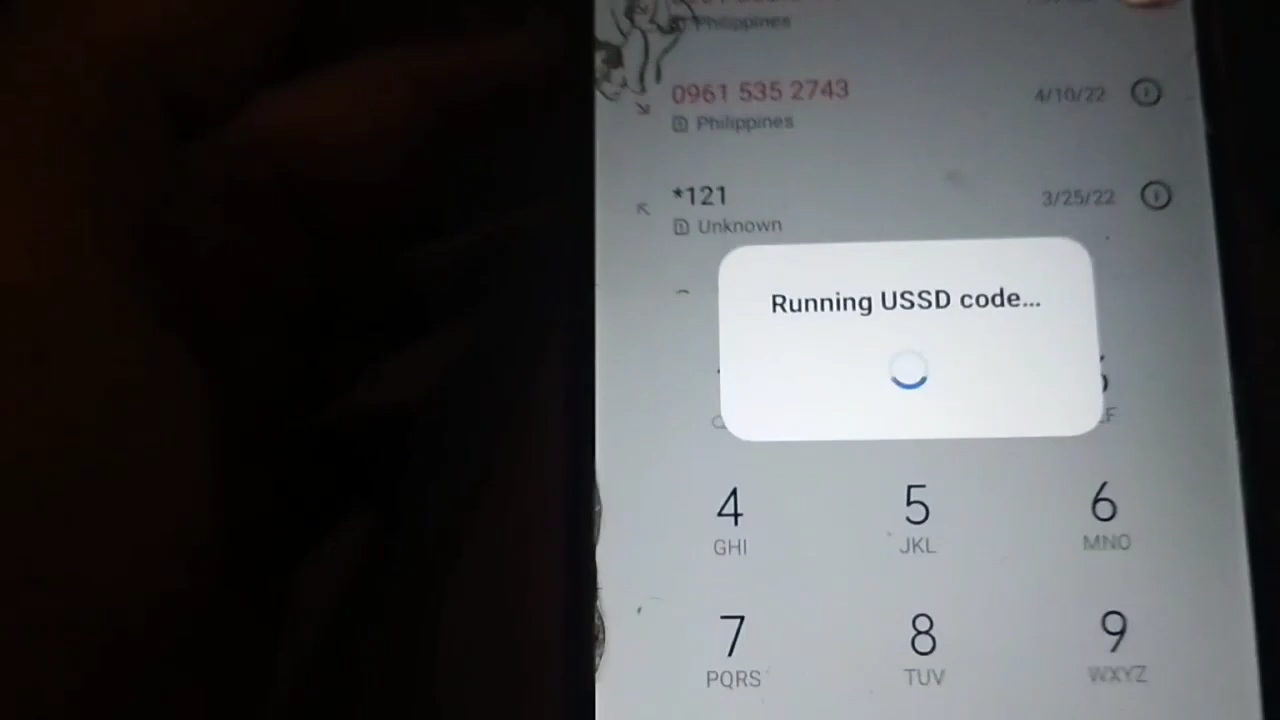 Philippines
0961 535 2743
4/10/22
Philippines
*121
3/25/22
Unknown
Running USSD code...
4
5
6
GHI
JKL
MNO
7
8
9
PQRS
TUV
WXYZ